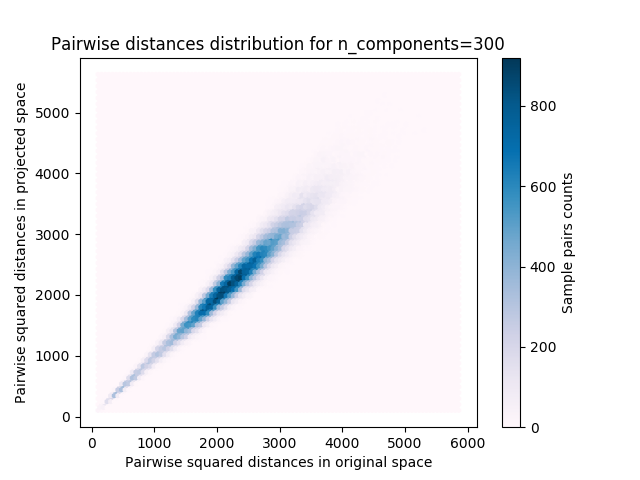 Pairwise distances distribution for n_components=300
Pairwise squared distances in projected space
5000
4000
3000
2000
1000
0
0 1000 2000 3000 4000 5000 6000
Pairwise squared distances in original space
800
600
400
200
0
Sample pairs counts